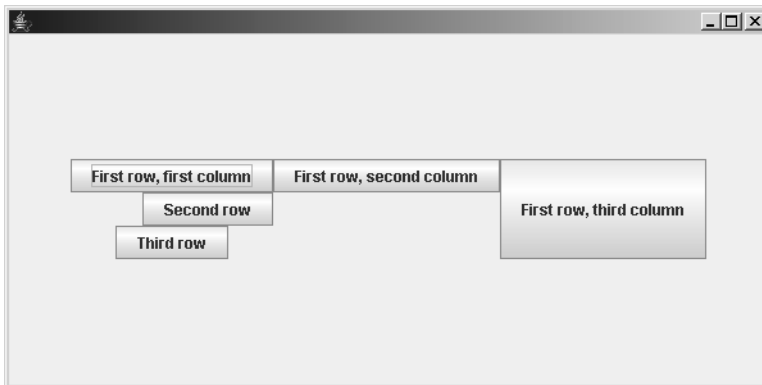 First row, first column
First row, second column
First row, third column
Second row
Third row